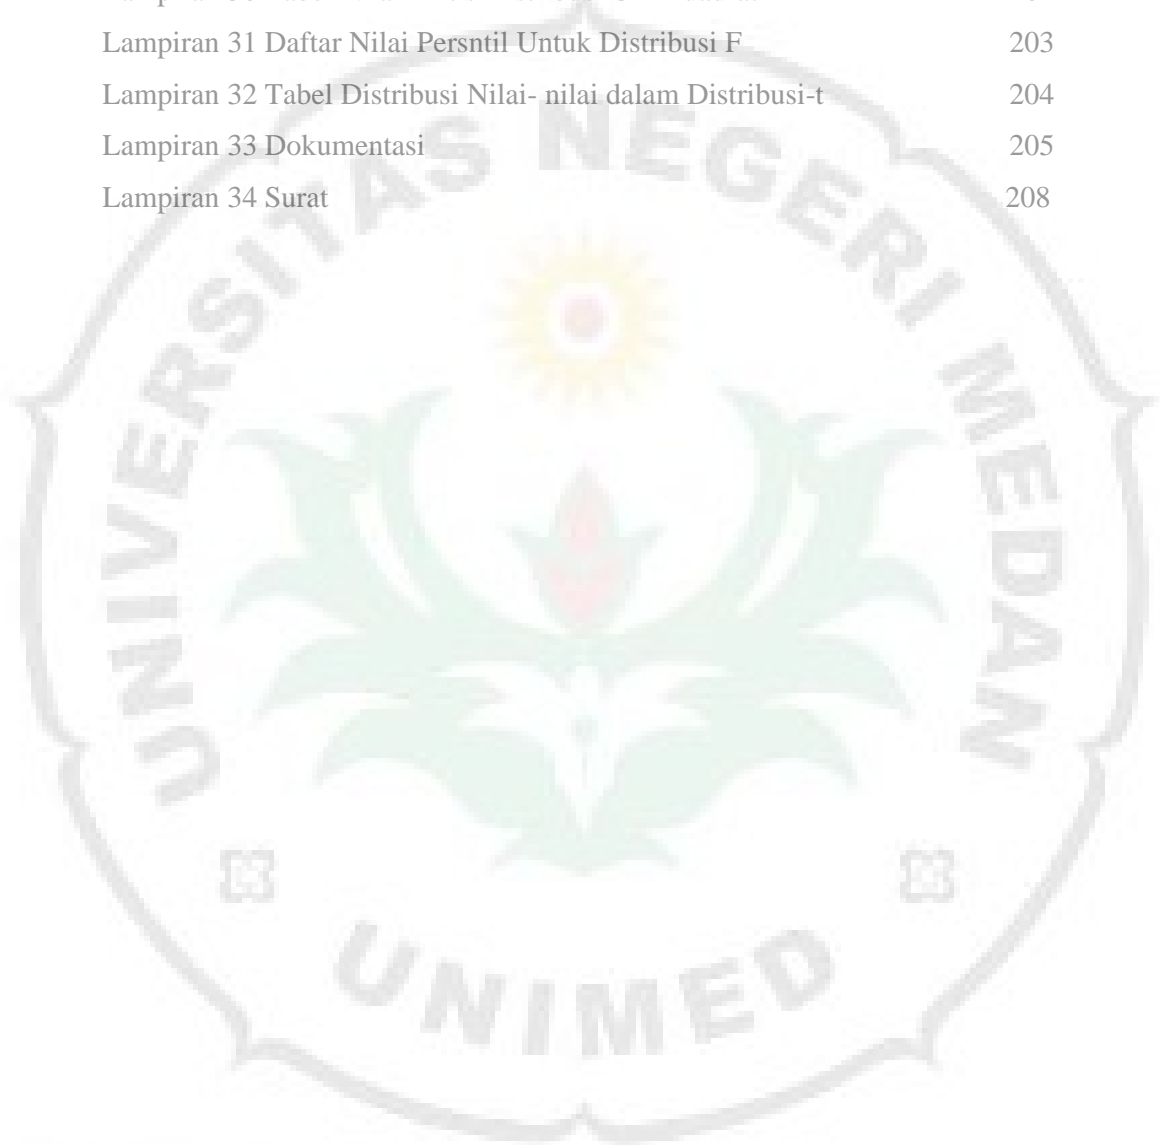 Lampiran 31 Daftar Nilai Persntil Untuk Distribusi F 203
Lampiran 32 Tabel Distribusi Nilai- nilai dalam Distribusi-t 204
Lampiran 33 Dokumentasi 205
Lampiran 34 Surat 208
UNIVERSITAS NEGERI MEDAN
UNIMED